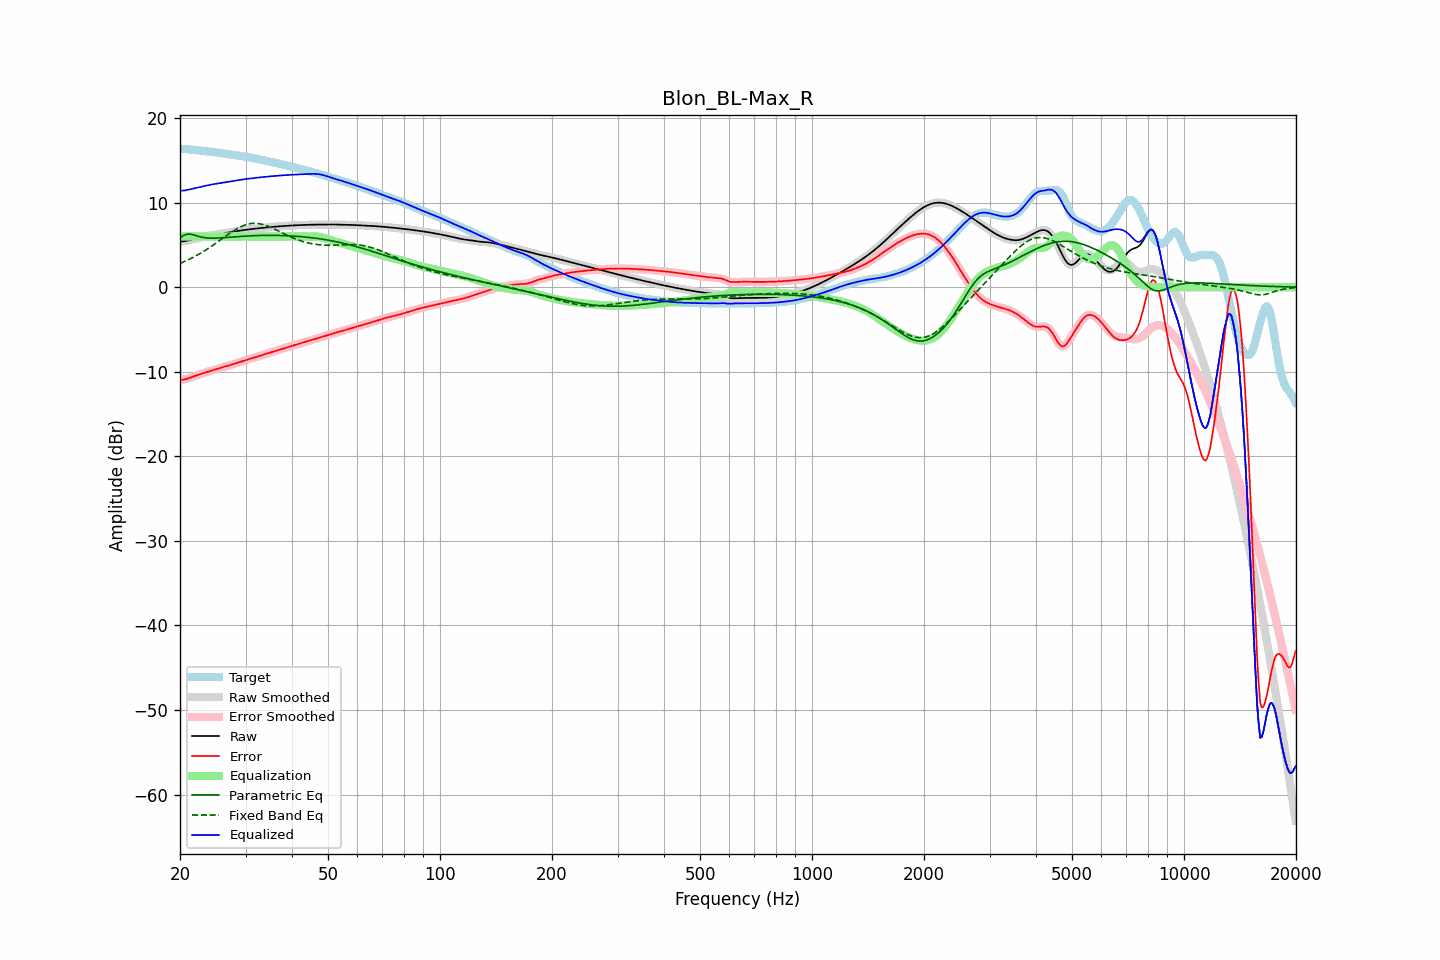 Blon_BL-Max_R
20
10
0
−10
−20
−30
−40
−50
−60
Amplitude (dBr)
Target
Raw Smoothed
Error Smoothed
Raw
Error
Equalization
Parametric Eq
Fixed Band Eq
Equalized
20
50
100
200
500
1000
2000
5000
10000
20000
Frequency (Hz)